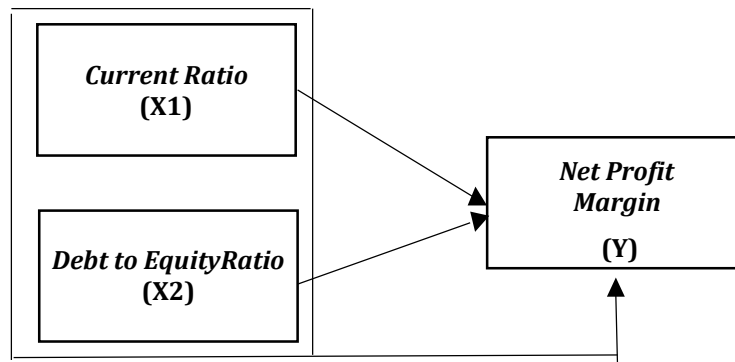 Current Ratio
(X1)
Net Profit
Margin
(Y)
Debt to EquityRatio
(X2)